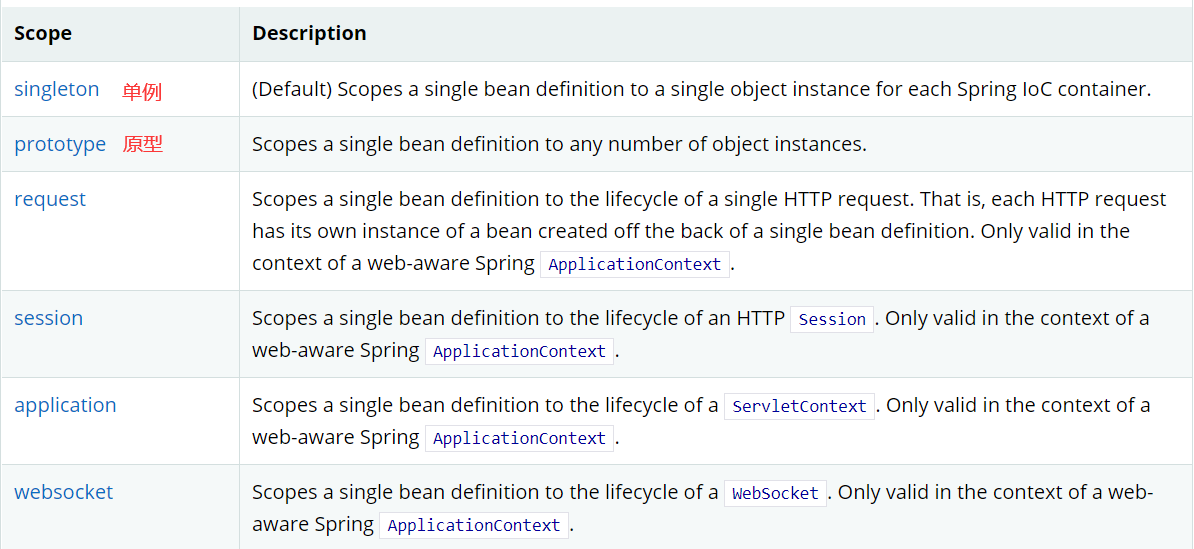 Scope Description
singleton 单例 (Default) Scopes a single bean definition to a single object instance for each Spring IoC container.
prototype 原型 Scopes a single bean definition to any number of object instances.
request Scopes a single bean definition to the lifecycle of a single HTTP request. That is, each HTTP request
has its own instance of a bean created off the back of a single bean definition. Only valid in the
context of a web-aware Spring ApplicationContext.
session Scopes a single bean definition to the lifecycle of an HTTP Session. Only valid in the context of a
web-aware Spring ApplicationContext.
application Scopes a single bean definition to the lifecycle of a ServletContext. Only valid in the context of a
web-aware Spring ApplicationContext.
websocket Scopes a single bean definition to the lifecycle of a WebSocket. Only valid in the context of a web-
aware Spring ApplicationContext.